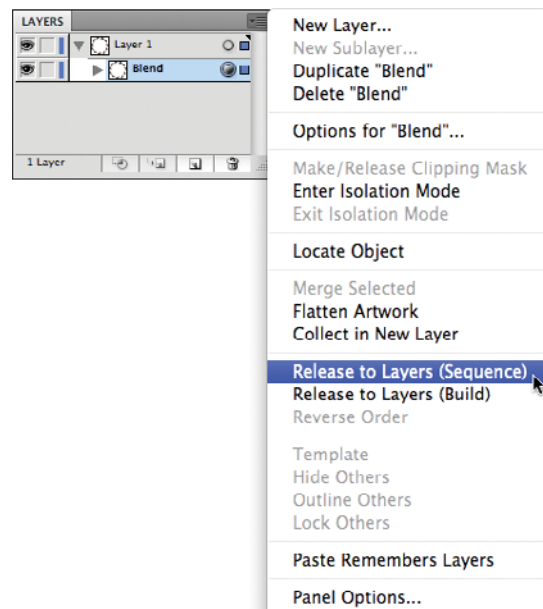 LAYERS
Layer 1
Blend
1 Layer
New Layer...
New Sublayer...
Duplicate "Blend"
Delete "Blend"
Options for "Blend"...
Make/Release Clipping Mask
Enter Isolation Mode
Exit Isolation Mode
Locate Object
Merge Selected
Flatten Artwork
Collect in New Layer
Release to Layers (Sequence)
Release to Layers (Build)
Reverse Order
Template
Hide Others
Outline Others
Lock Others
Paste Remembers Layers
Panel Options...